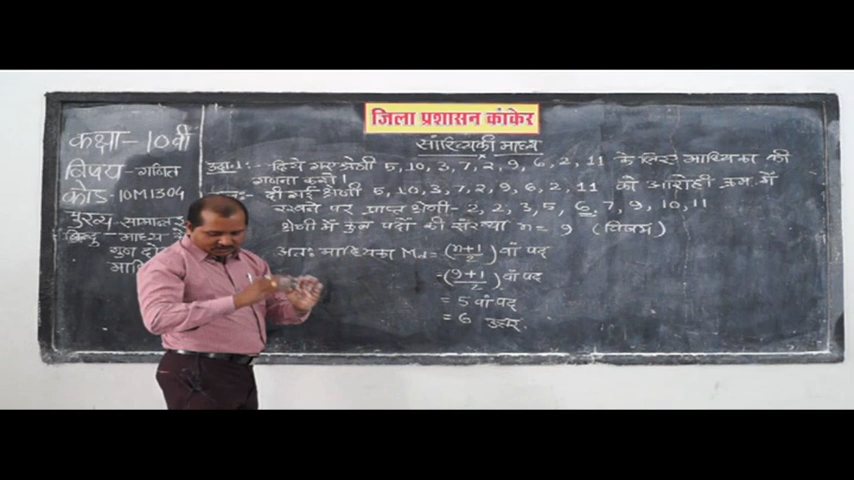 जिला प्रशासन कांकेर
सांख्यिकी माध्य
कक्षा - 10 वी
विषय - गणित
कोड - 10M1304
मुख्य - सामान्तर
बिन्दु - माध्य के
गुण दो
माध्यि
उदा.1:- दिये गए श्रेणी 5, 10, 3, 7, 2, 9, 6, 2, 11 के लिए माध्यिका की
गणना करो।
हल:- दी गई श्रेणी 5, 10, 3, 7, 2, 9, 6, 2, 11 को आरोही क्रम में
रखने पर प्राप्त श्रेणी - 2, 2, 3, 5, 6, 7, 9, 10, 11
श्रेणी में कुल पदों की संख्या n = 9 (विषम)
अतः माध्यिका Md = (n+1/2) वाँ पद
= (9+1/2) वाँ पद
= 5 वाँ पद
= 6 उत्तर